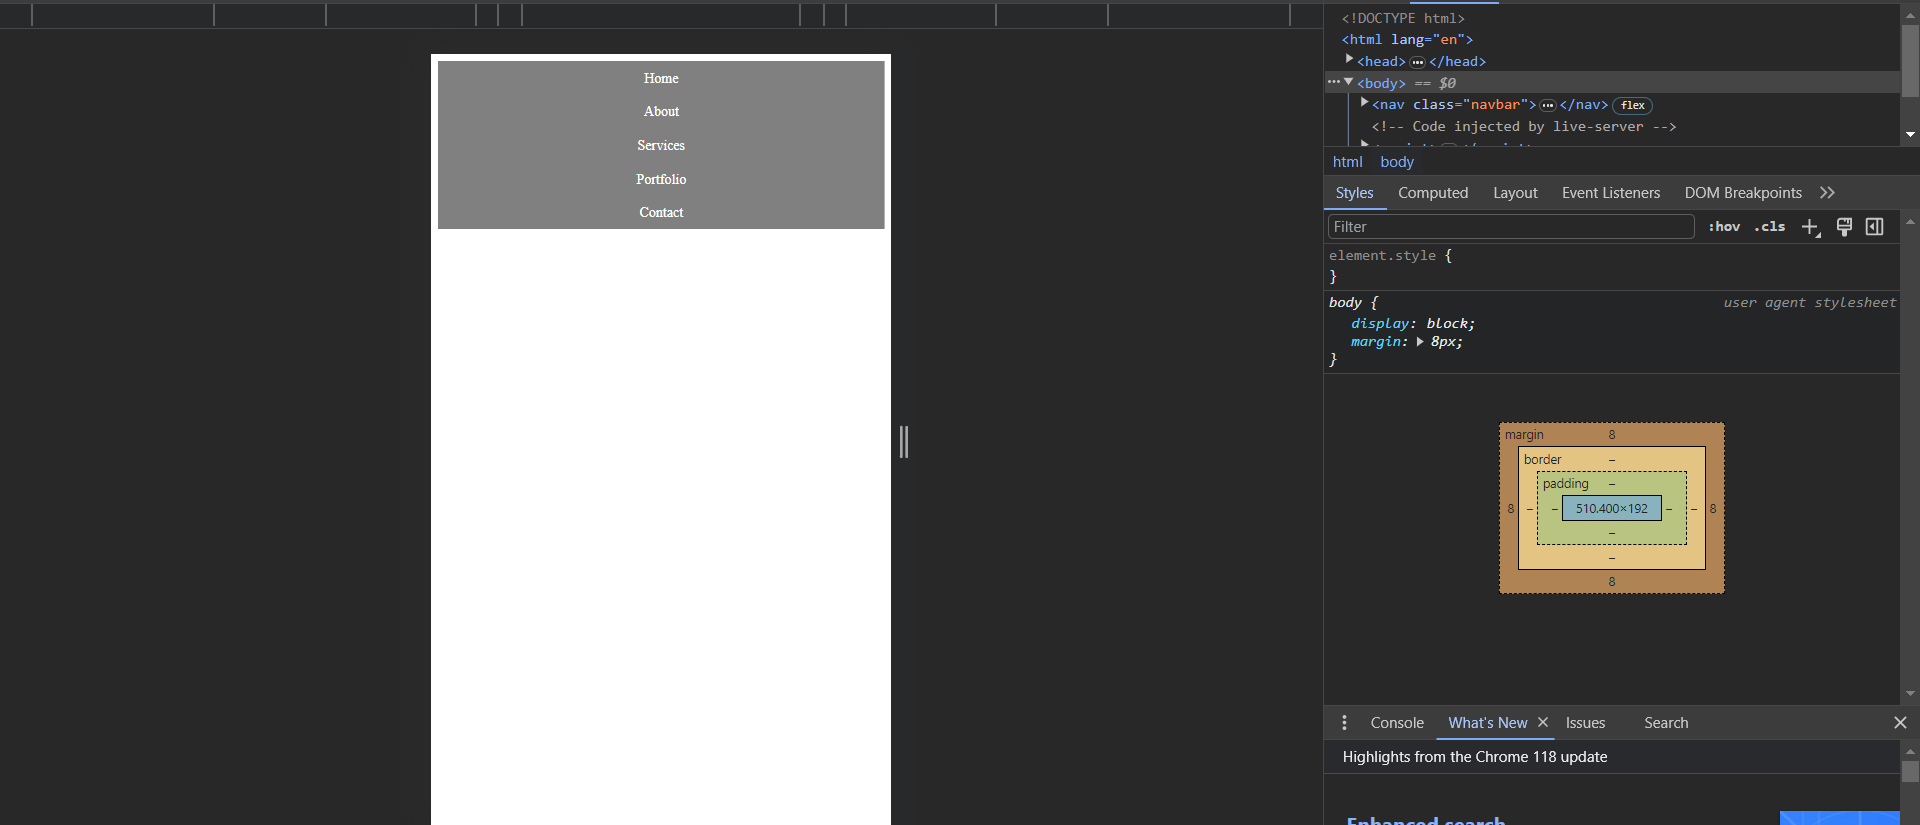 Home
About
Services
Portfolio
Contact
<!DOCTYPE html>
<html lang="en">
<head> ••• </head>
••• <body> == $0
<nav class="navbar"> ••• </nav> flex
<!-- Code injected by live-server -->
html body
Styles Computed Layout Event Listeners DOM Breakpoints
Filter :hov .cls
element.style {
}
body { user agent stylesheet
display: block;
margin: 8px;
}
margin 8
border –
padding –
8 – – 510.400×192 – – 8
–
–
8
Console What's New Issues Search
Highlights from the Chrome 118 update
Enhanced search